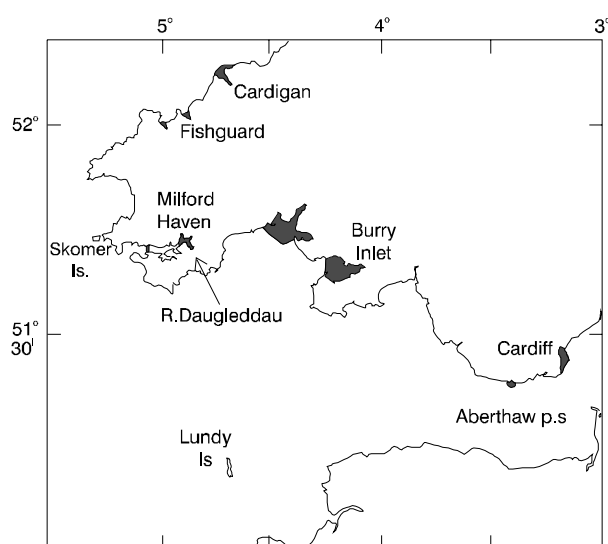 5° 4° 3°
Cardigan
52°
Fishguard
Milford
Haven
Burry
Inlet
Skomer
Is.
R.Daugleddau
51°
30'
Cardiff
Aberthaw p.s
Lundy
Is